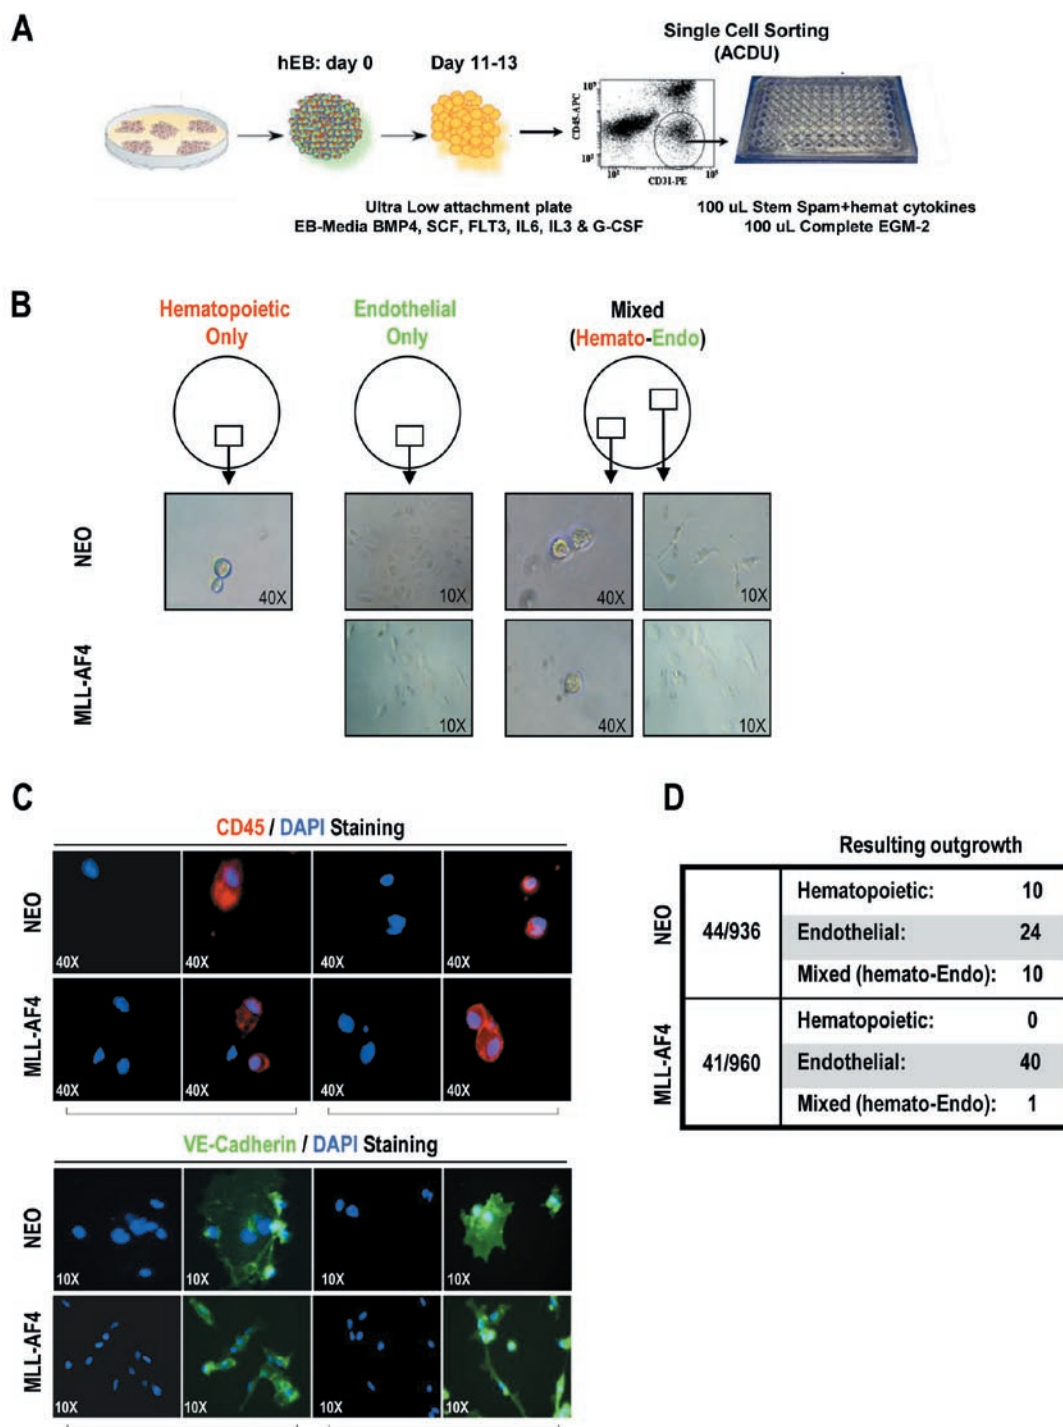 A
Single Cell Sorting
(ACDU)
hEB: day 0
Day 11-13
CD45-APC
10⁵
10³
10²
10⁵
CD31-PE
Ultra Low attachment plate
EB-Media BMP4, SCF, FLT3, IL6, IL3 & G-CSF
100 uL Stem Spam+hemat cytokines
100 uL Complete EGM-2
B
Hematopoietic
Only
Endothelial
Only
Mixed
(Hemato-Endo)
NEO
40X
10X
40X
10X
MLL-AF4
10X
40X
10X
C
CD45 / DAPI Staining
NEO
40X
40X
40X
40X
MLL-AF4
40X
40X
40X
40X
VE-Cadherin / DAPI Staining
NEO
10X
10X
10X
10X
MLL-AF4
10X
10X
10X
10X
D
Resulting outgrowth
NEO
44/936
Hematopoietic: 10
Endothelial: 24
Mixed (hemato-Endo): 10
MLL-AF4
41/960
Hematopoietic: 0
Endothelial: 40
Mixed (hemato-Endo): 1